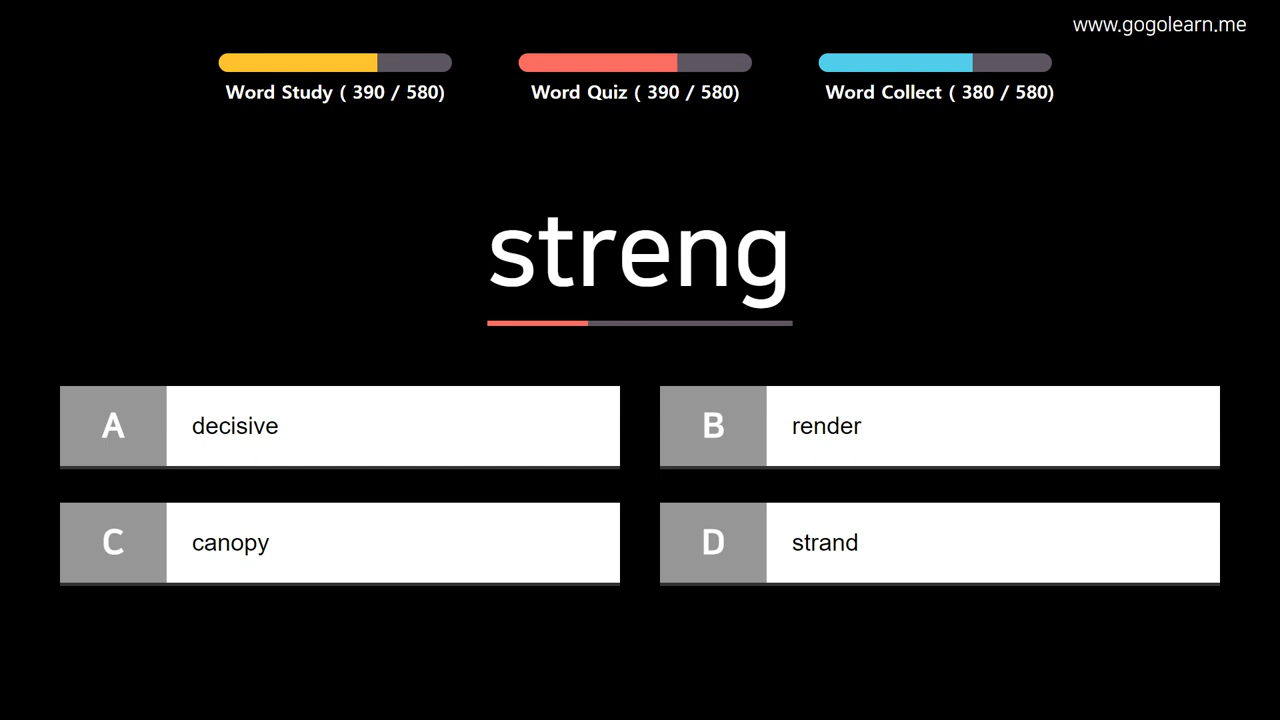 www.gogolearn.me
Word Study ( 390 / 580)
Word Quiz ( 390 / 580)
Word Collect ( 380 / 580)
streng
A decisive
B render
C canopy
D strand